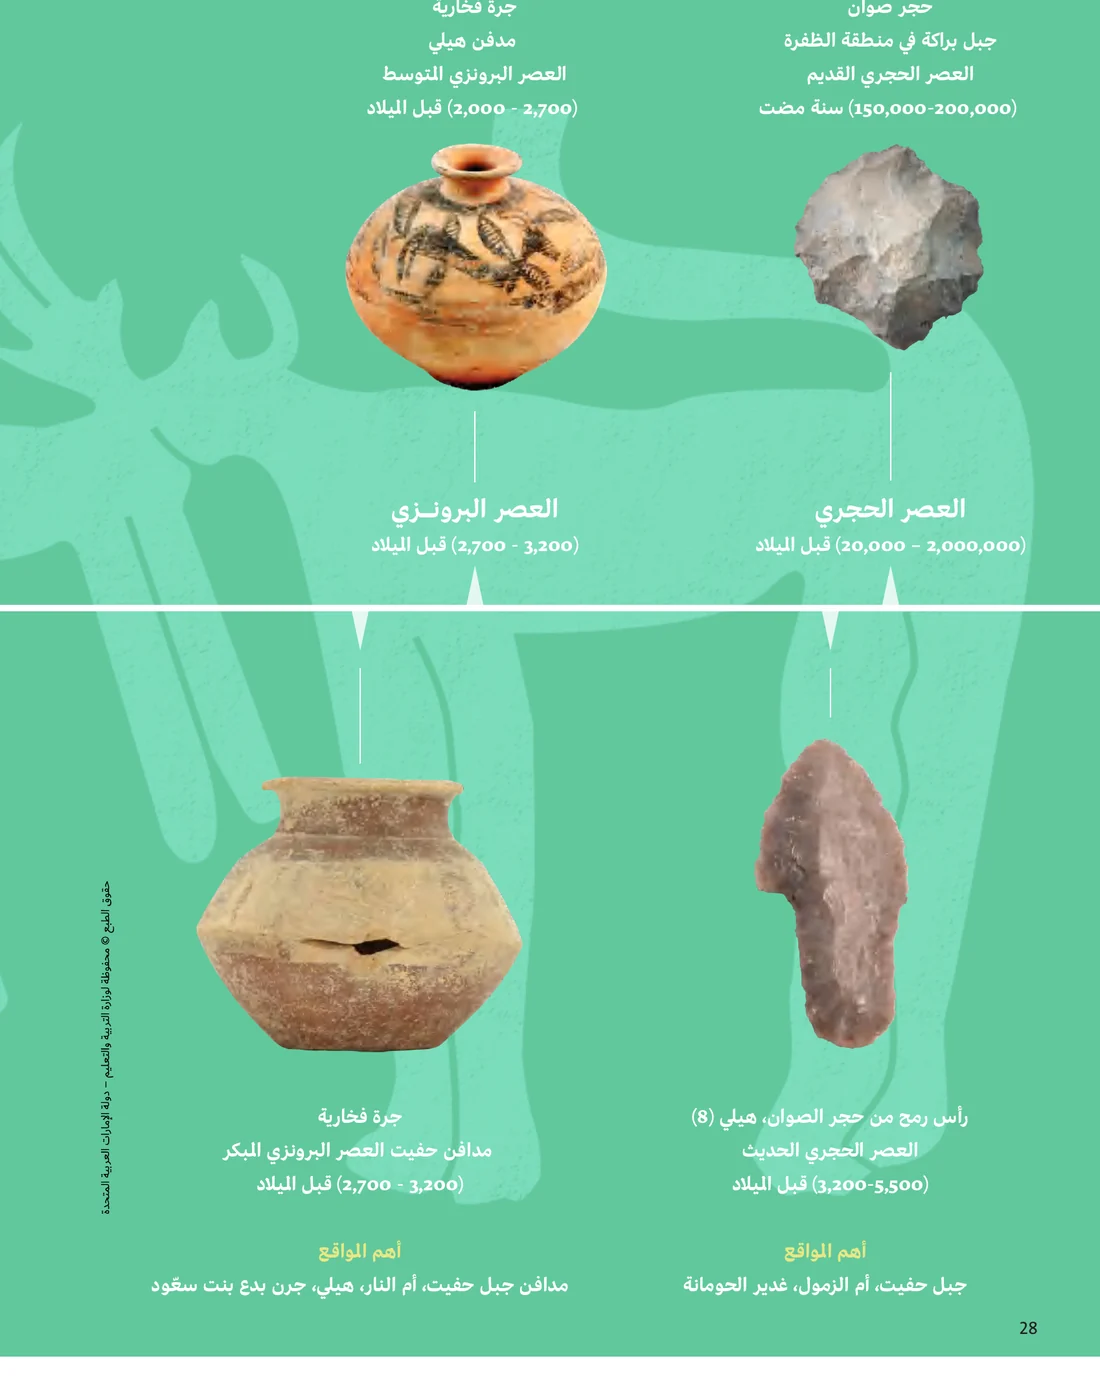 حجر صوان
جبل براكة في منطقة الظفرة
العصر الحجري القديم
(150,000-200,000) سنة مضت
جرة فخارية
مدفن هيلي
العصر البرونزي المتوسط
(2,700 - 2,000) قبل الميلاد
العصر الحجري
(2,000,000 – 20,000) قبل الميلاد
العصر البرونــزي
(3,200 - 2,700) قبل الميلاد
رأس رمح من حجر الصوان، هيلي (8)
العصر الحجري الحديث
(5,500-3,200) قبل الميلاد
أهم المواقع
جبل حفيت، أم الزمول، غدير الحومانة
جرة فخارية
مدافن حفيت العصر البرونزي المبكر
(3,200 - 2,700) قبل الميلاد
أهم المواقع
مدافن جبل حفيت، أم النار، هيلي، جرن بدع بنت سعّود
حقوق الطبع © محفوظة لوزارة التربية والتعليم – دولة الإمارات العربية المتحدة
28